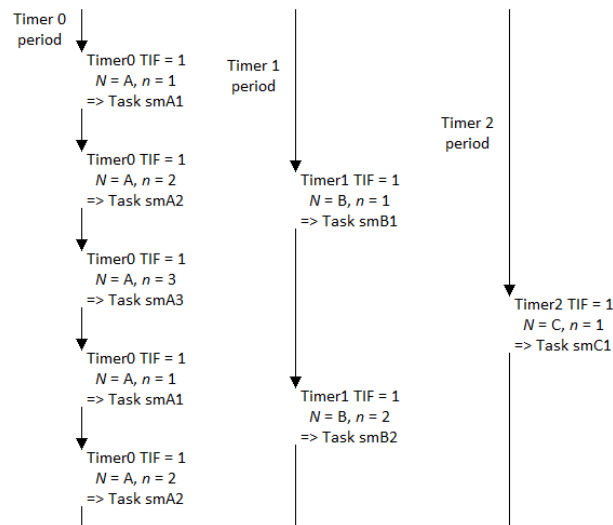 Timer 0
period
Timer0 TIF = 1
N = A, n = 1
=> Task smA1
Timer0 TIF = 1
N = A, n = 2
=> Task smA2
Timer0 TIF = 1
N = A, n = 3
=> Task smA3
Timer0 TIF = 1
N = A, n = 1
=> Task smA1
Timer0 TIF = 1
N = A, n = 2
=> Task smA2
Timer 1
period
Timer1 TIF = 1
N = B, n = 1
=> Task smB1
Timer1 TIF = 1
N = B, n = 2
=> Task smB2
Timer 2
period
Timer2 TIF = 1
N = C, n = 1
=> Task smC1